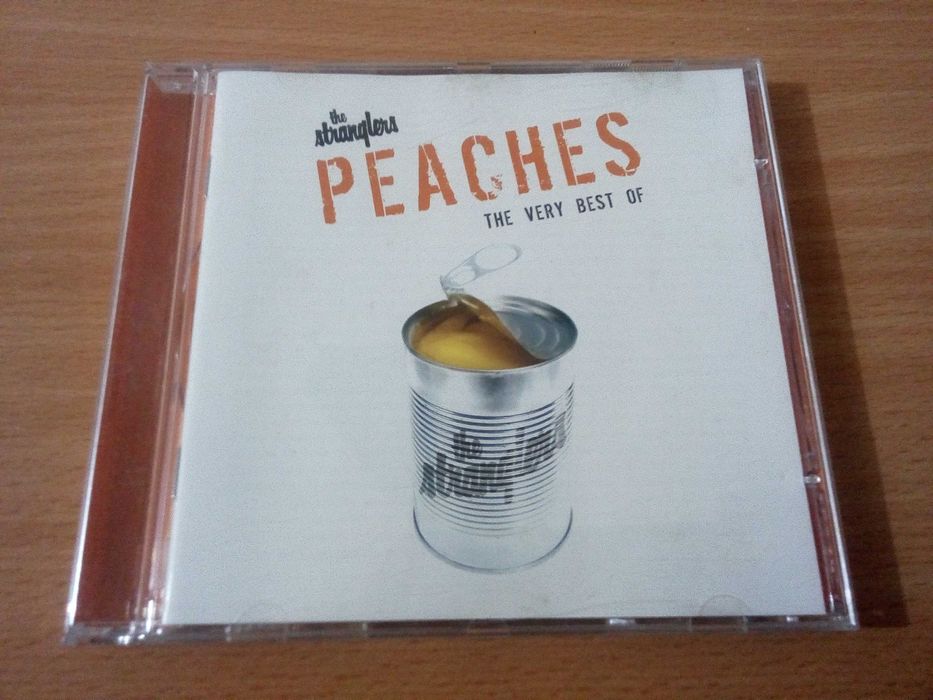 the
stranglers
PEACHES
THE VERY BEST OF
the
stranglers